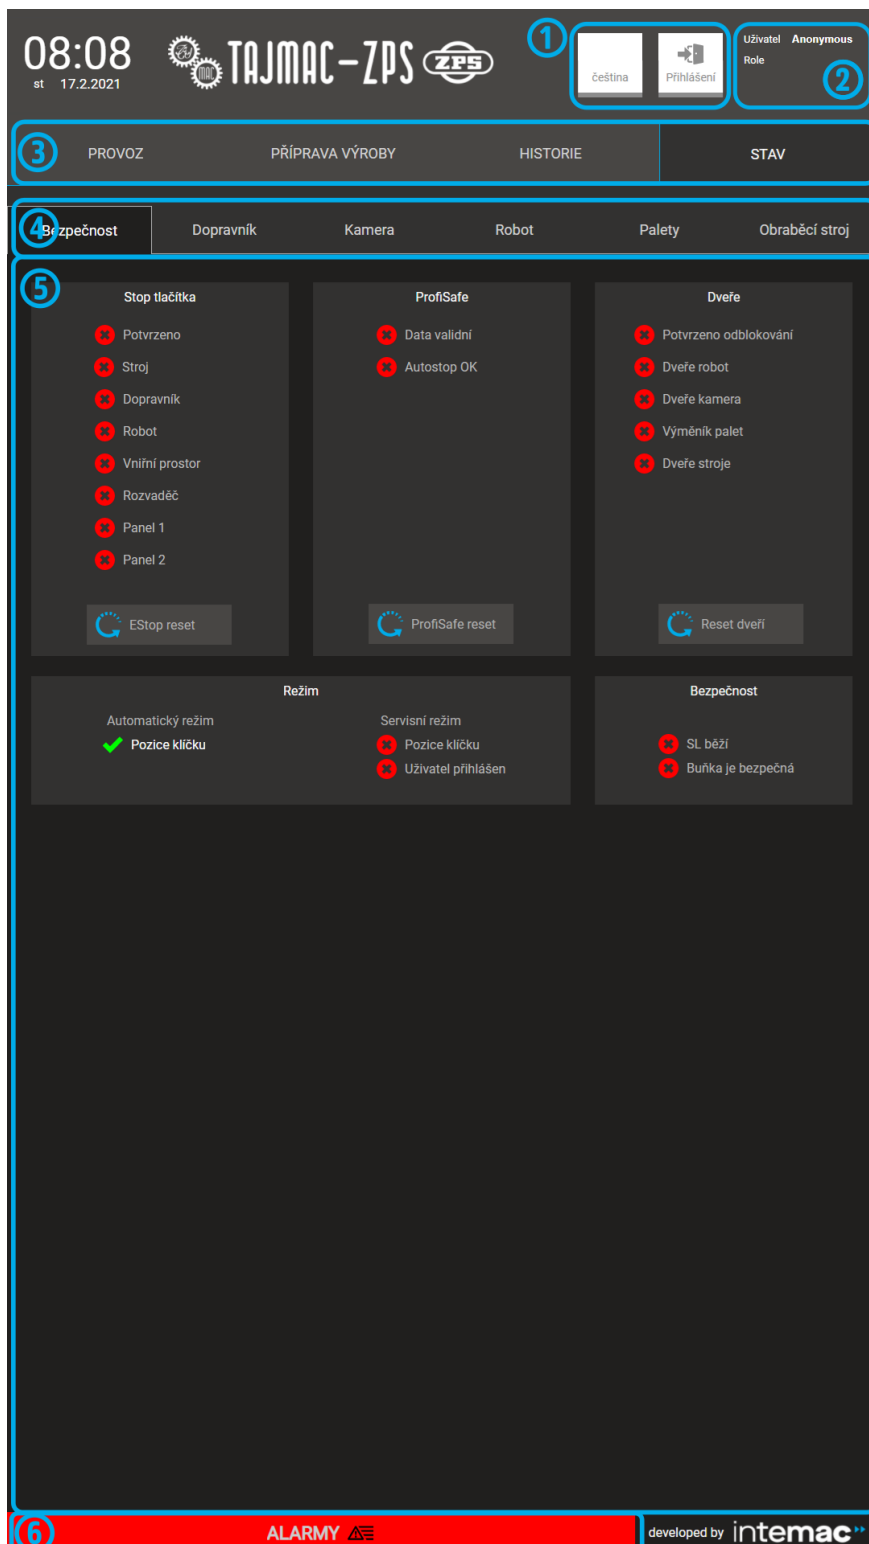 08:08
st 17.2.2021
TAJMAC-ZPS ZPS
1
čeština
Přihlášení
Uživatel Anonymous
Role
2
3
PROVOZ PŘÍPRAVA VÝROBY HISTORIE STAV
4
Bezpečnost Dopravník Kamera Robot Palety Obráběcí stroj
5
Stop tlačítka
Potvrzeno
Stroj
Dopravník
Robot
Vniřní prostor
Rozvaděč
Panel 1
Panel 2
EStop reset
ProfiSafe
Data validní
Autostop OK
ProfiSafe reset
Dveře
Potvrzeno odblokování
Dveře robot
Dveře kamera
Výměník palet
Dveře stroje
Reset dveří
Režim
Automatický režim
Pozice klíčku
Servisní režim
Pozice klíčku
Uživatel přihlášen
Bezpečnost
SL běží
Buňka je bezpečná
6
ALARMY
developed by intemac